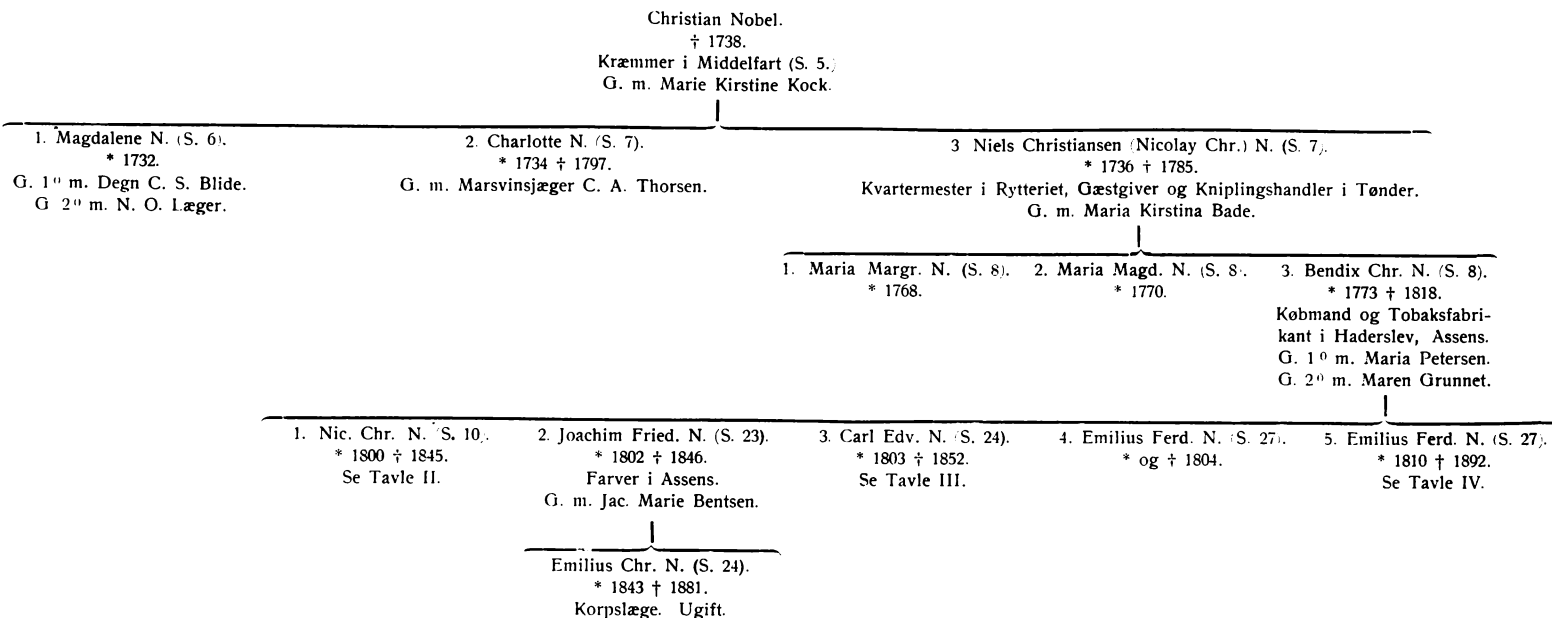 Christian Nobel.
† 1738.
Kræmmer i Middelfart (S. 5.)
G. m. Marie Kirstine Kock.
1. Magdalene N. (S. 6).
* 1732.
G. 1º m. Degn C. S. Blide.
G 2º m. N. O. Læger.
2. Charlotte N. (S. 7).
* 1734 † 1797.
G. m. Marsvinsjæger C. A. Thorsen.
3 Niels Christiansen (Nicolay Chr.) N. (S. 7).
* 1736 † 1785.
Kvartermester i Rytteriet, Gæstgiver og Kniplingshandler i Tønder.
G. m. Maria Kirstina Bade.
1. Maria Margr. N. (S. 8).
* 1768.
2. Maria Magd. N. (S. 8).
* 1770.
3. Bendix Chr. N. (S. 8).
* 1773 † 1818.
Købmand og Tobaksfabri-
kant i Haderslev, Assens.
G. 1º m. Maria Petersen.
G. 2º m. Maren Grunnet.
1. Nic. Chr. N. (S. 10).
* 1800 † 1845.
Se Tavle II.
2. Joachim Fried. N. (S. 23).
* 1802 † 1846.
Farver i Assens.
G. m. Jac. Marie Bentsen.
3. Carl Edv. N. (S. 24).
* 1803 † 1852.
Se Tavle III.
4. Emilius Ferd. N. (S. 27).
* og † 1804.
5. Emilius Ferd. N. (S. 27).
* 1810 † 1892.
Se Tavle IV.
Emilius Chr. N. (S. 24).
* 1843 † 1881.
Korpslæge. Ugift.